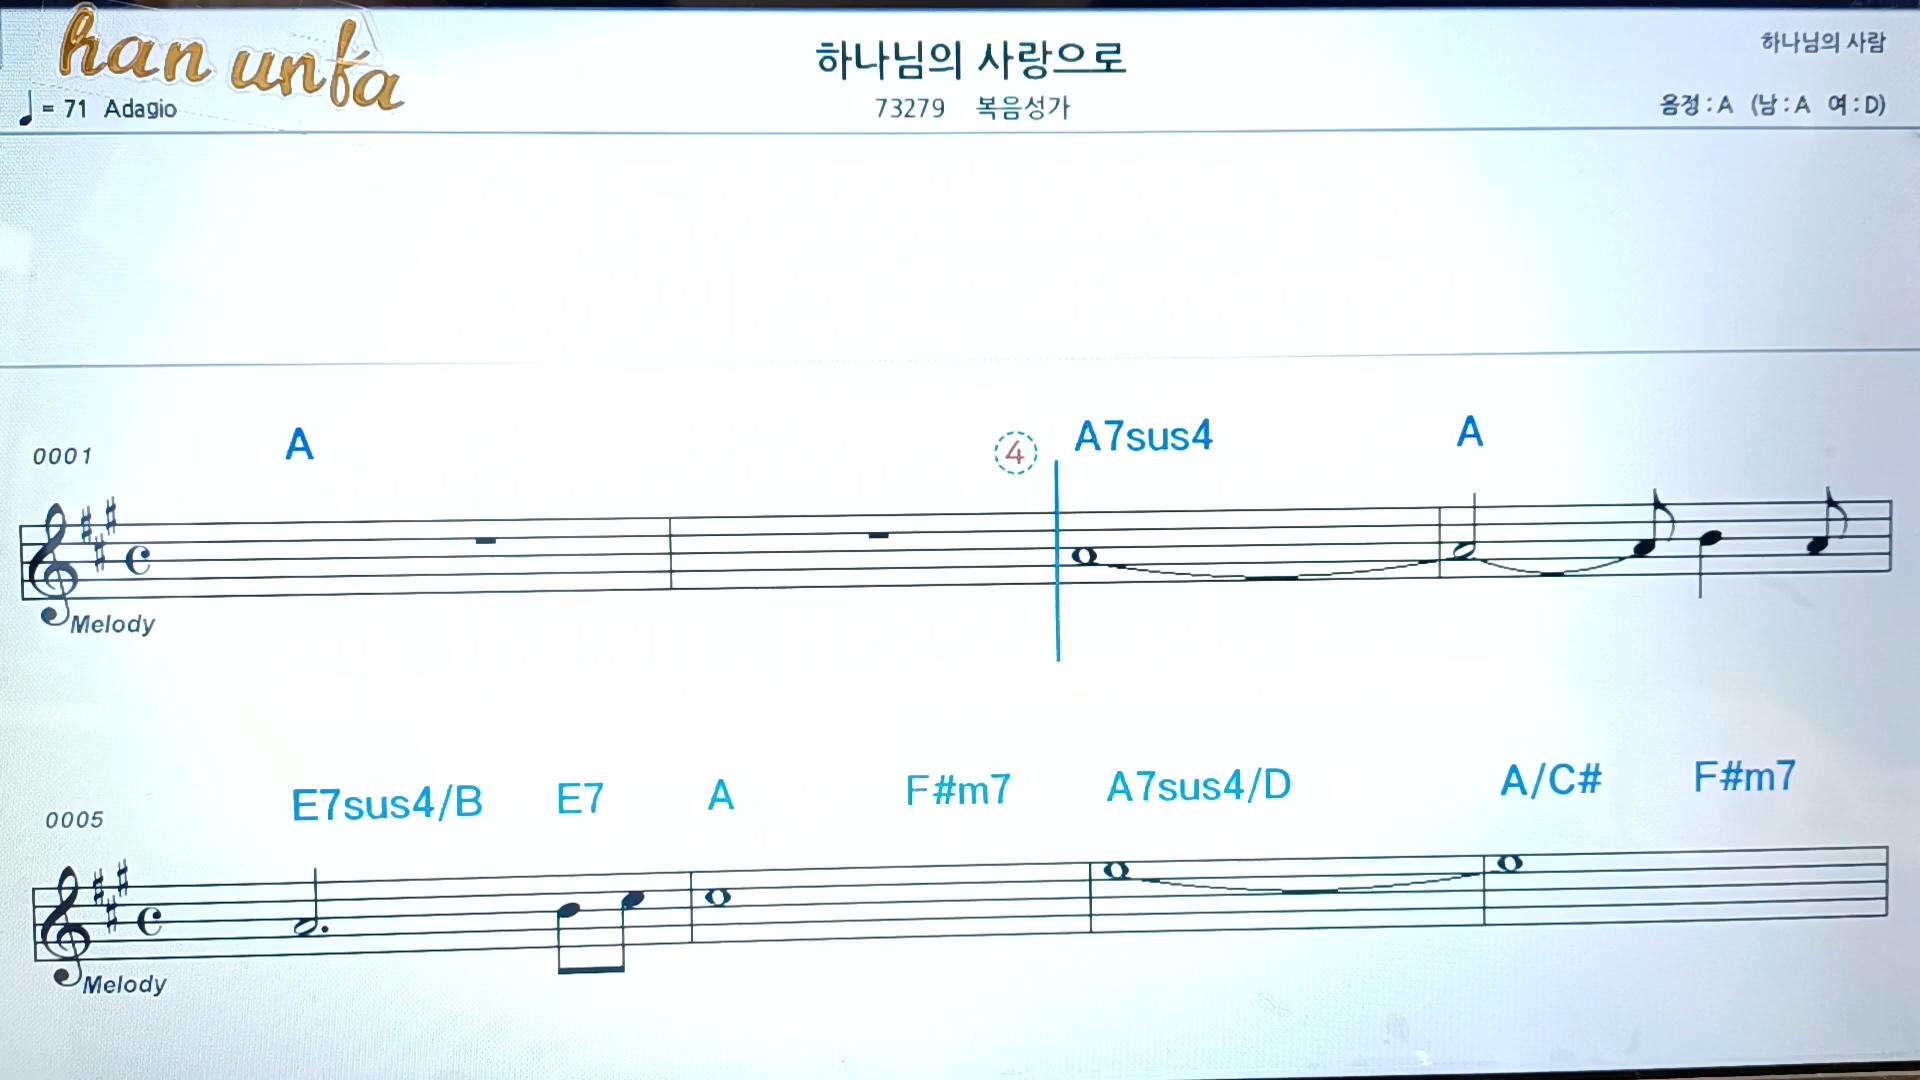 han unfa
하나님의 사랑으로
하나님의 사람
♩ = 71 Adagio
73279 복음성가
음정 : A (남 : A 여 : D)
0001 A ④ A7sus4 A
Melody
0005 E7sus4/B E7 A F#m7 A7sus4/D A/C# F#m7
Melody